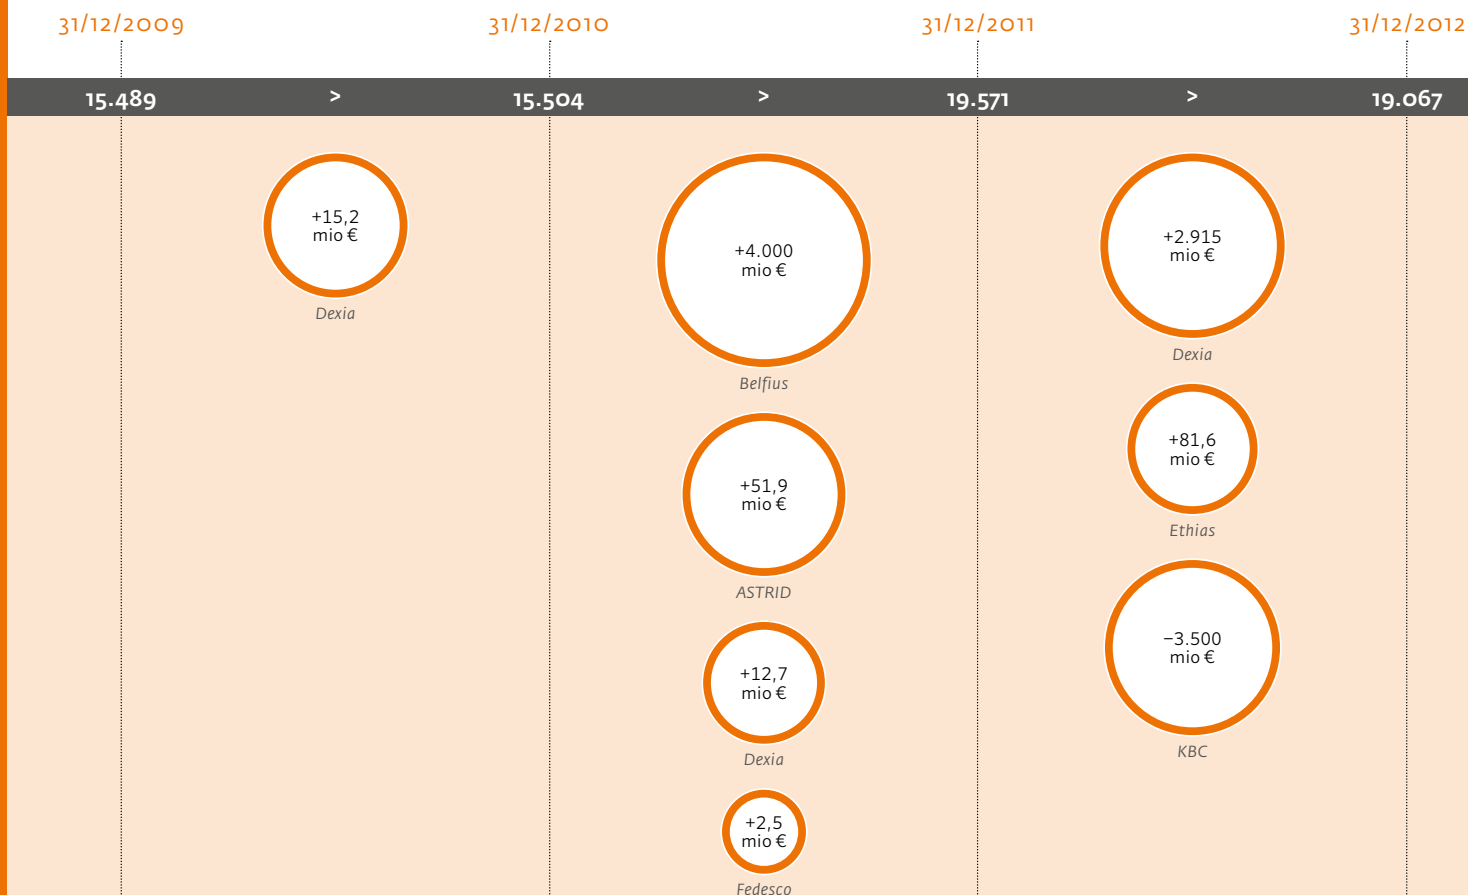 31/12/2009 31/12/2010 31/12/2011 31/12/2012
15.489 > 15.504 > 19.571 > 19.067
+15,2
mio €
Dexia
+4.000
mio €
Belfius
+51,9
mio €
ASTRID
+12,7
mio €
Dexia
+2,5
mio €
Fedesco
+2.915
mio €
Dexia
+81,6
mio €
Ethias
−3.500
mio €
KBC